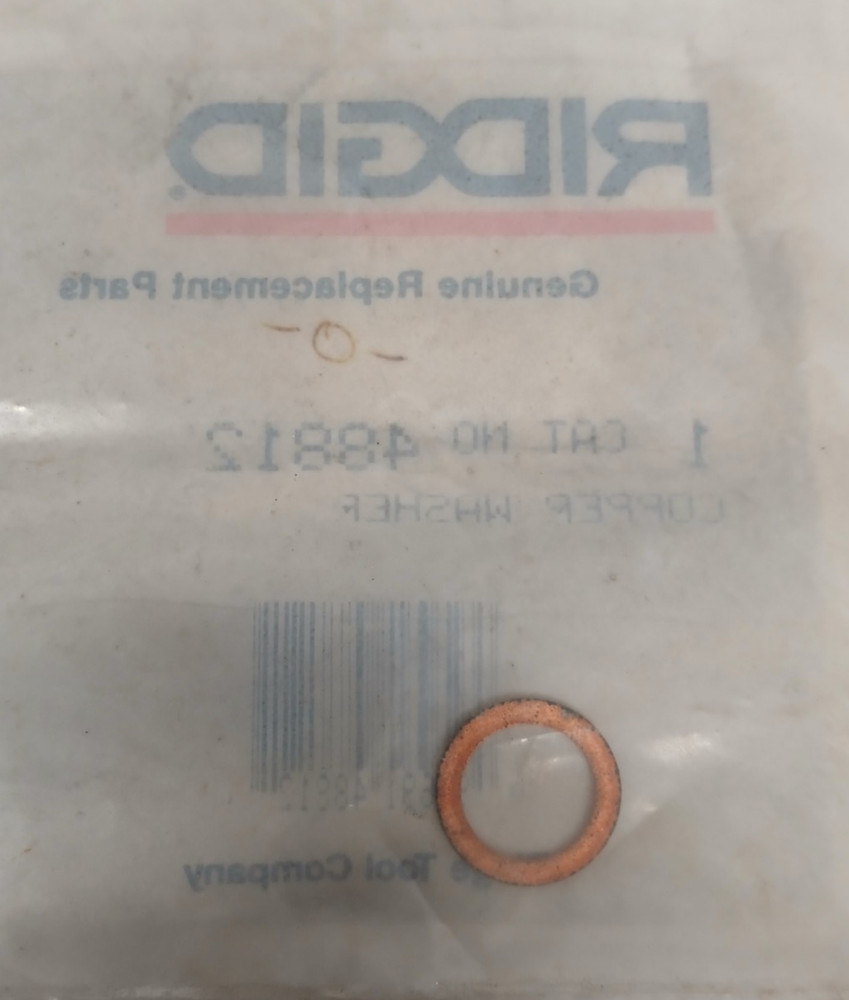 RIDGID®
Genuine Replacement Parts
-O-
1 CAT NO 48812
COPPER WASHER
Tool Company